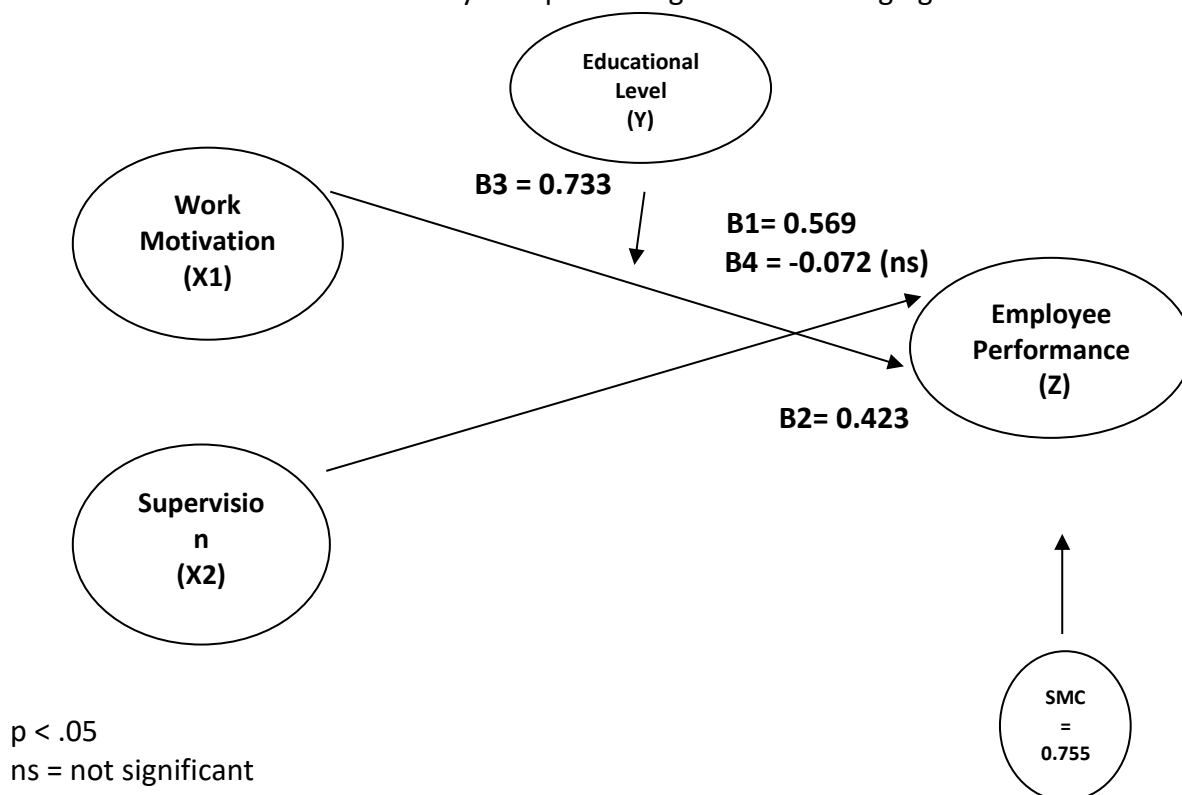 Educational
Level
(Y)
B3 = 0.733
Work
Motivation
(X1)
B1= 0.569
B4 = -0.072 (ns)
Employee
Performance
(Z)
B2= 0.423
Supervisio
n
(X2)
SMC
=
0.755
p < .05
ns = not significant